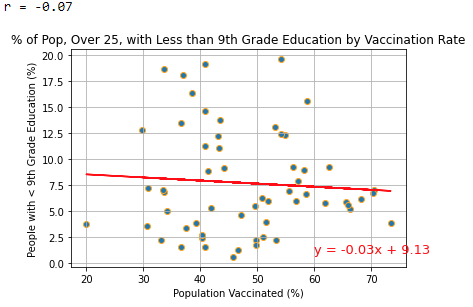 r = -0.07
% of Pop, Over 25, with Less than 9th Grade Education by Vaccination Rate
People with < 9th Grade Education (%)
20.0
17.5
15.0
12.5
10.0
7.5
5.0
2.5
0.0
y = -0.03x + 9.13
20 30 40 50 60 70
Population Vaccinated (%)